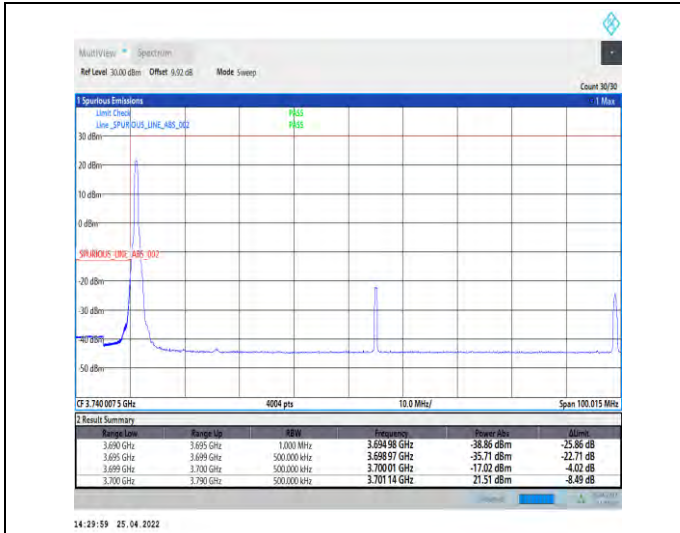 MultiView Spectrum
Ref Level 30.00 dBm Offset 9.92 dB Mode Sweep
Count 30/30
1 Spurious Emissions 1 Max
Limit Check PASS
Line _SPURIOUS_LINE_ABS_002 PASS
30 dBm
20 dBm
10 dBm
0 dBm
_SPURIOUS_LINE_ABS_002
-20 dBm
-30 dBm
-40 dBm
-50 dBm
CF 3.740 007 5 GHz 4004 pts 10.0 MHz/ Span 100.015 MHz
2 Result Summary
Range Low Range Up RBW Frequency Power Abs ΔLimit
3.690 GHz 3.695 GHz 1.000 MHz 3.694 98 GHz -38.86 dBm -25.86 dB
3.695 GHz 3.699 GHz 500.000 kHz 3.698 97 GHz -35.71 dBm -22.71 dB
3.699 GHz 3.700 GHz 500.000 kHz 3.700 01 GHz -17.02 dBm -4.02 dB
3.700 GHz 3.790 GHz 500.000 kHz 3.701 14 GHz 21.51 dBm -8.49 dB
14:29:59 25.04.2022